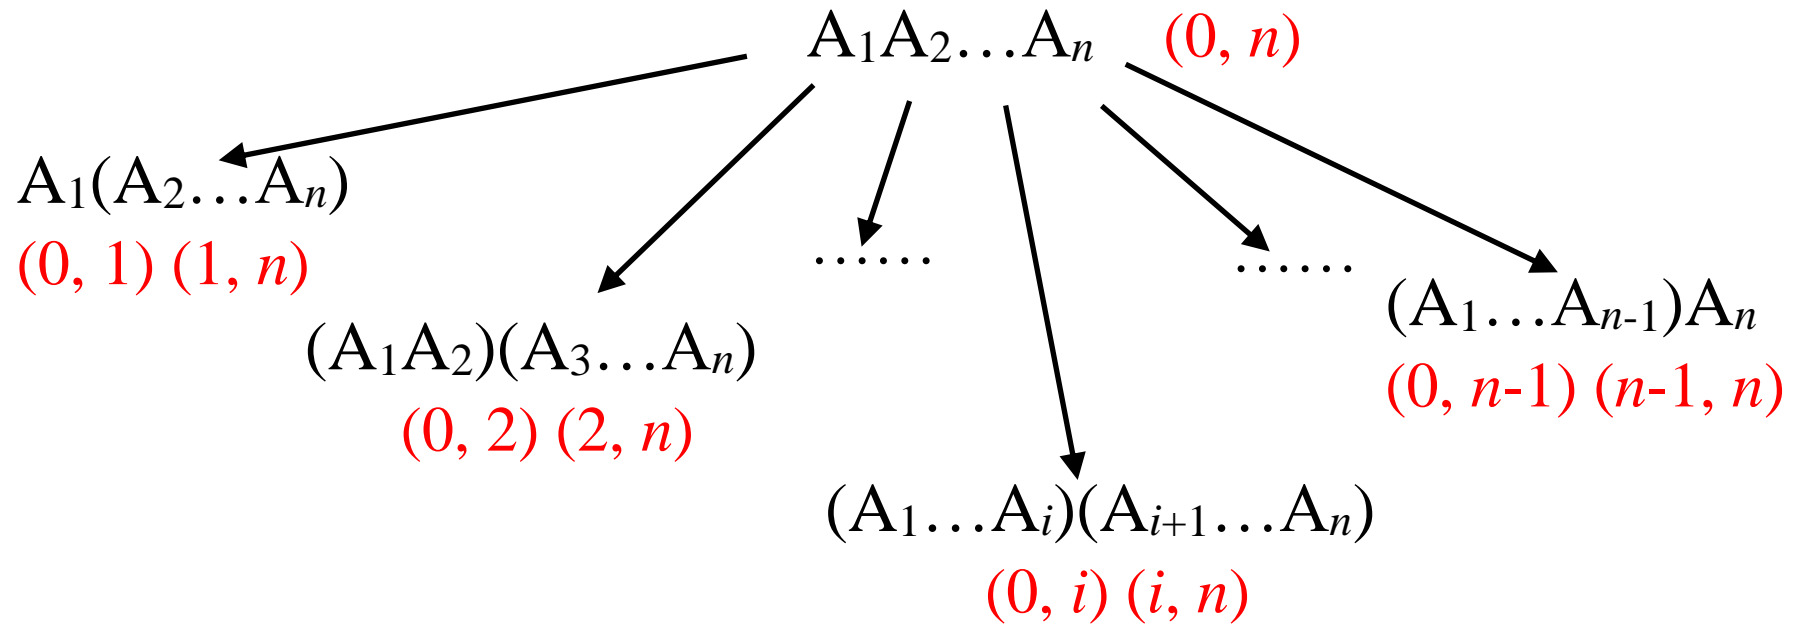 A₁A₂…Aₙ (0, n)
A₁(A₂…Aₙ)
(0, 1) (1, n)
(A₁A₂)(A₃…Aₙ)
(0, 2) (2, n)
……
(A₁…Aᵢ)(Aᵢ₊₁…Aₙ)
(0, i) (i, n)
……
(A₁…Aₙ₋₁)Aₙ
(0, n-1) (n-1, n)